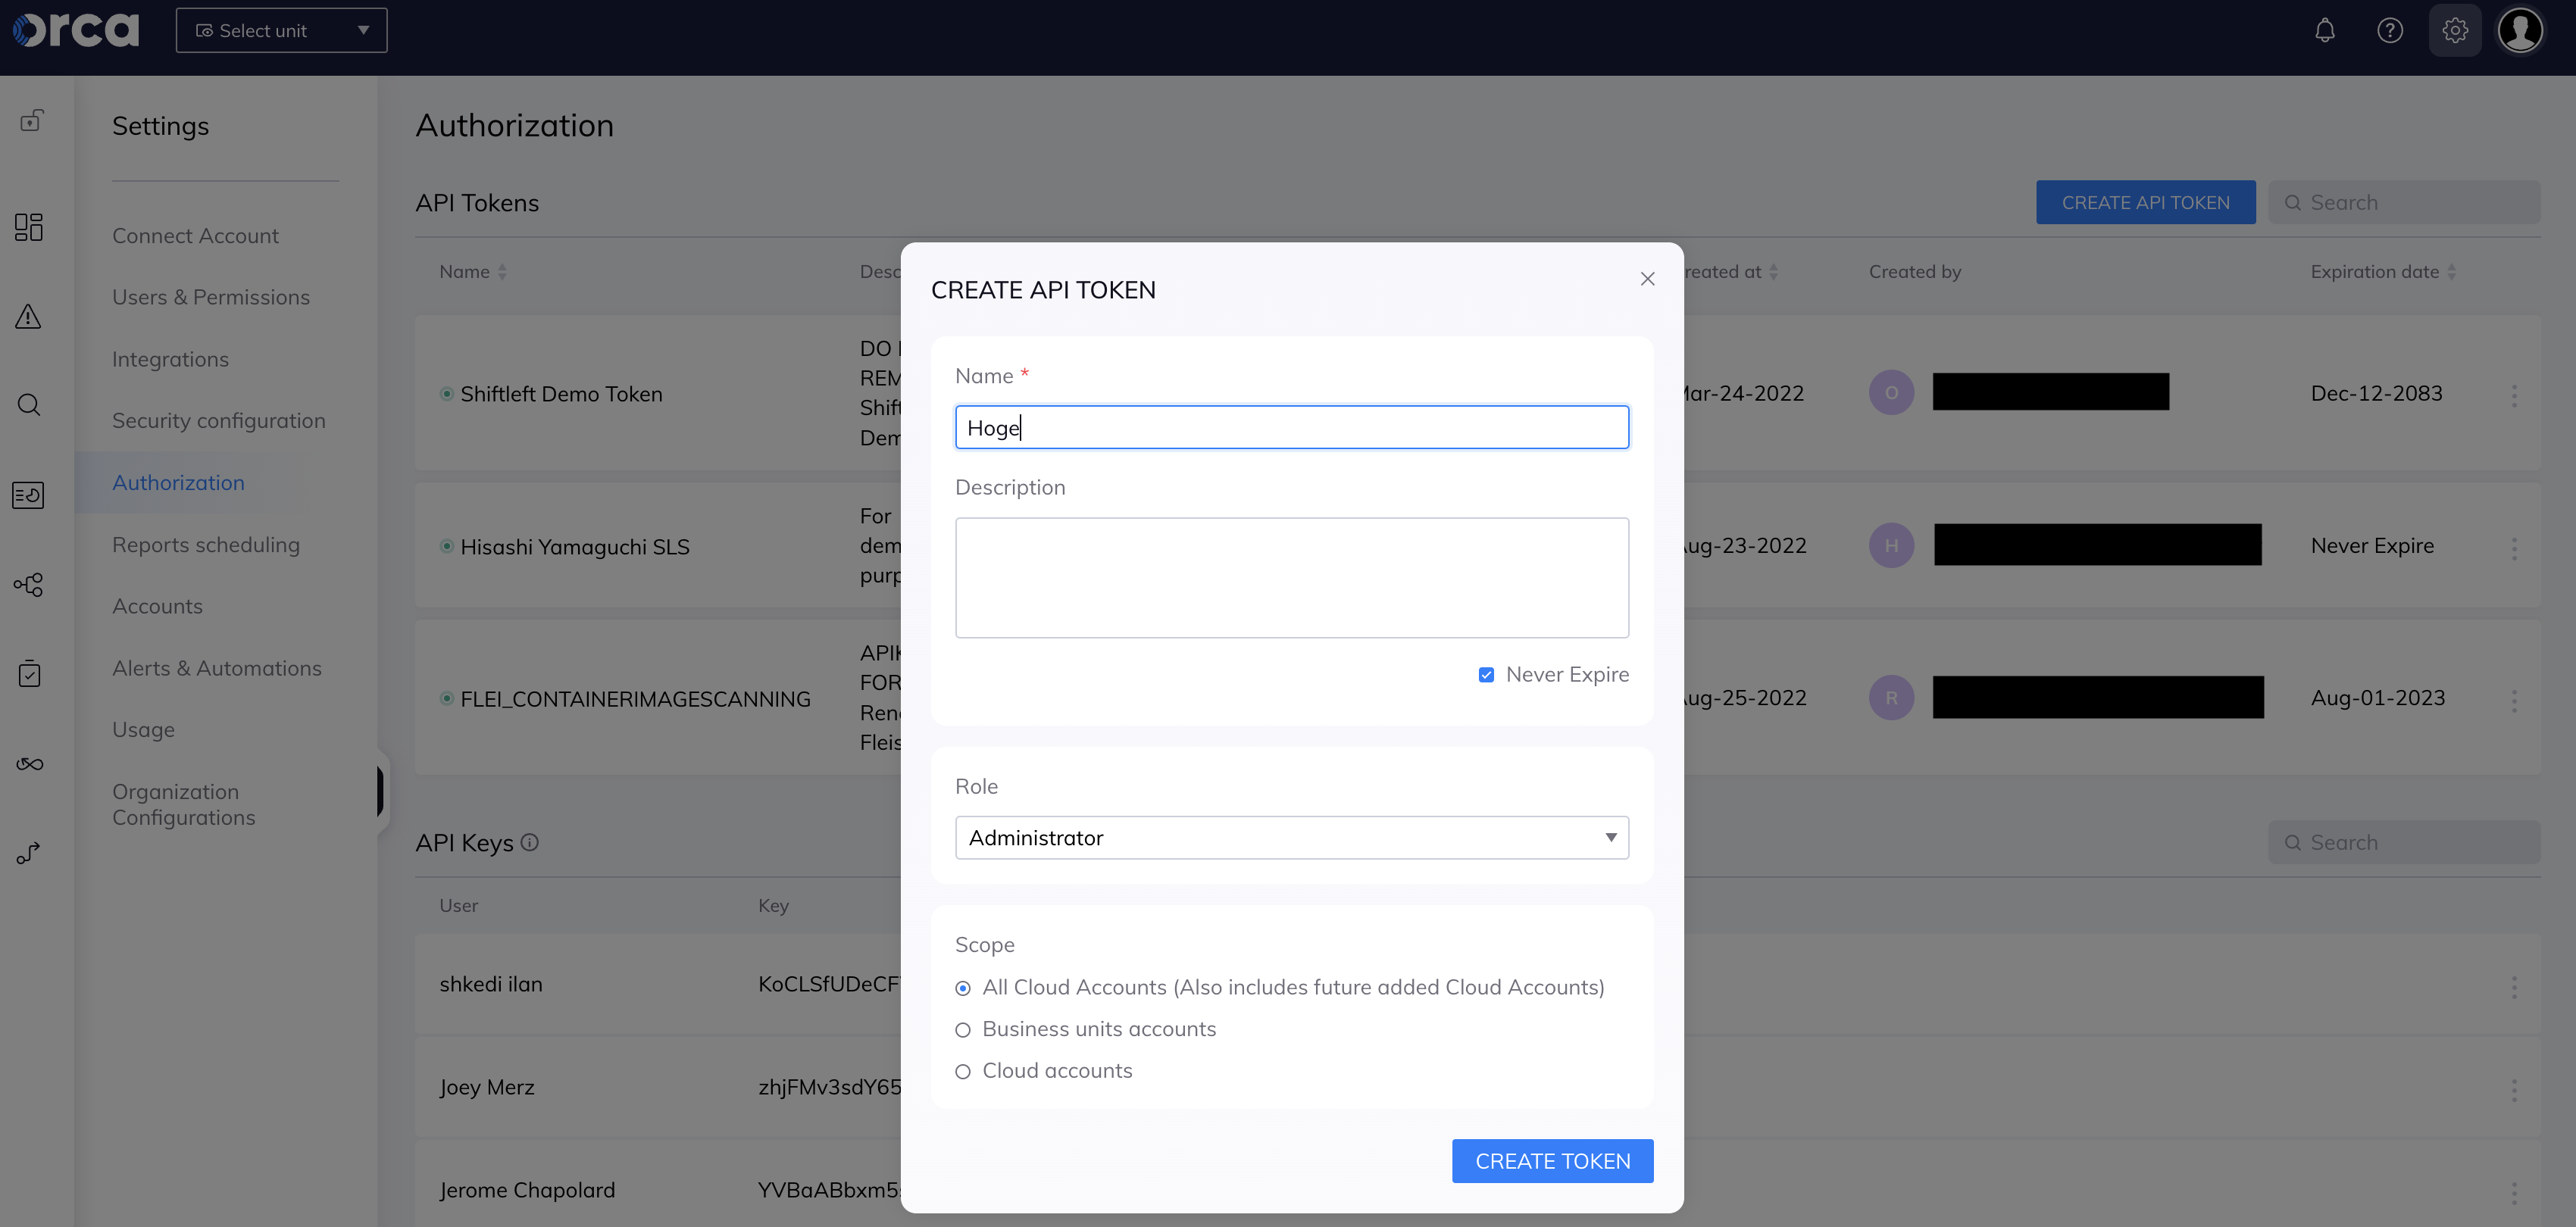 orca
Select unit
Settings
Connect Account
Users & Permissions
Integrations
Security configuration
Authorization
Reports scheduling
Accounts
Alerts & Automations
Usage
Organization
Configurations
Authorization
API Tokens
CREATE API TOKEN
Search
Name
Desc
reated at
Created by
Expiration date
Shiftleft Demo Token
DO
REM
Shift
Dem
Mar-24-2022
O
Dec-12-2083
Hisashi Yamaguchi SLS
For
dem
purp
Aug-23-2022
H
Never Expire
FLEI_CONTAINERIMAGESCANNING
APIK
FOR
Rene
Fleis
Aug-25-2022
R
Aug-01-2023
API Keys
Search
User
Key
shkedi ilan
KoCLSfUDeCF
Joey Merz
zhjFMv3sdY65
Jerome Chapolard
YVBaABbxm5
CREATE API TOKEN
Name *
Hoge
Description
Never Expire
Role
Administrator
Scope
All Cloud Accounts (Also includes future added Cloud Accounts)
Business units accounts
Cloud accounts
CREATE TOKEN